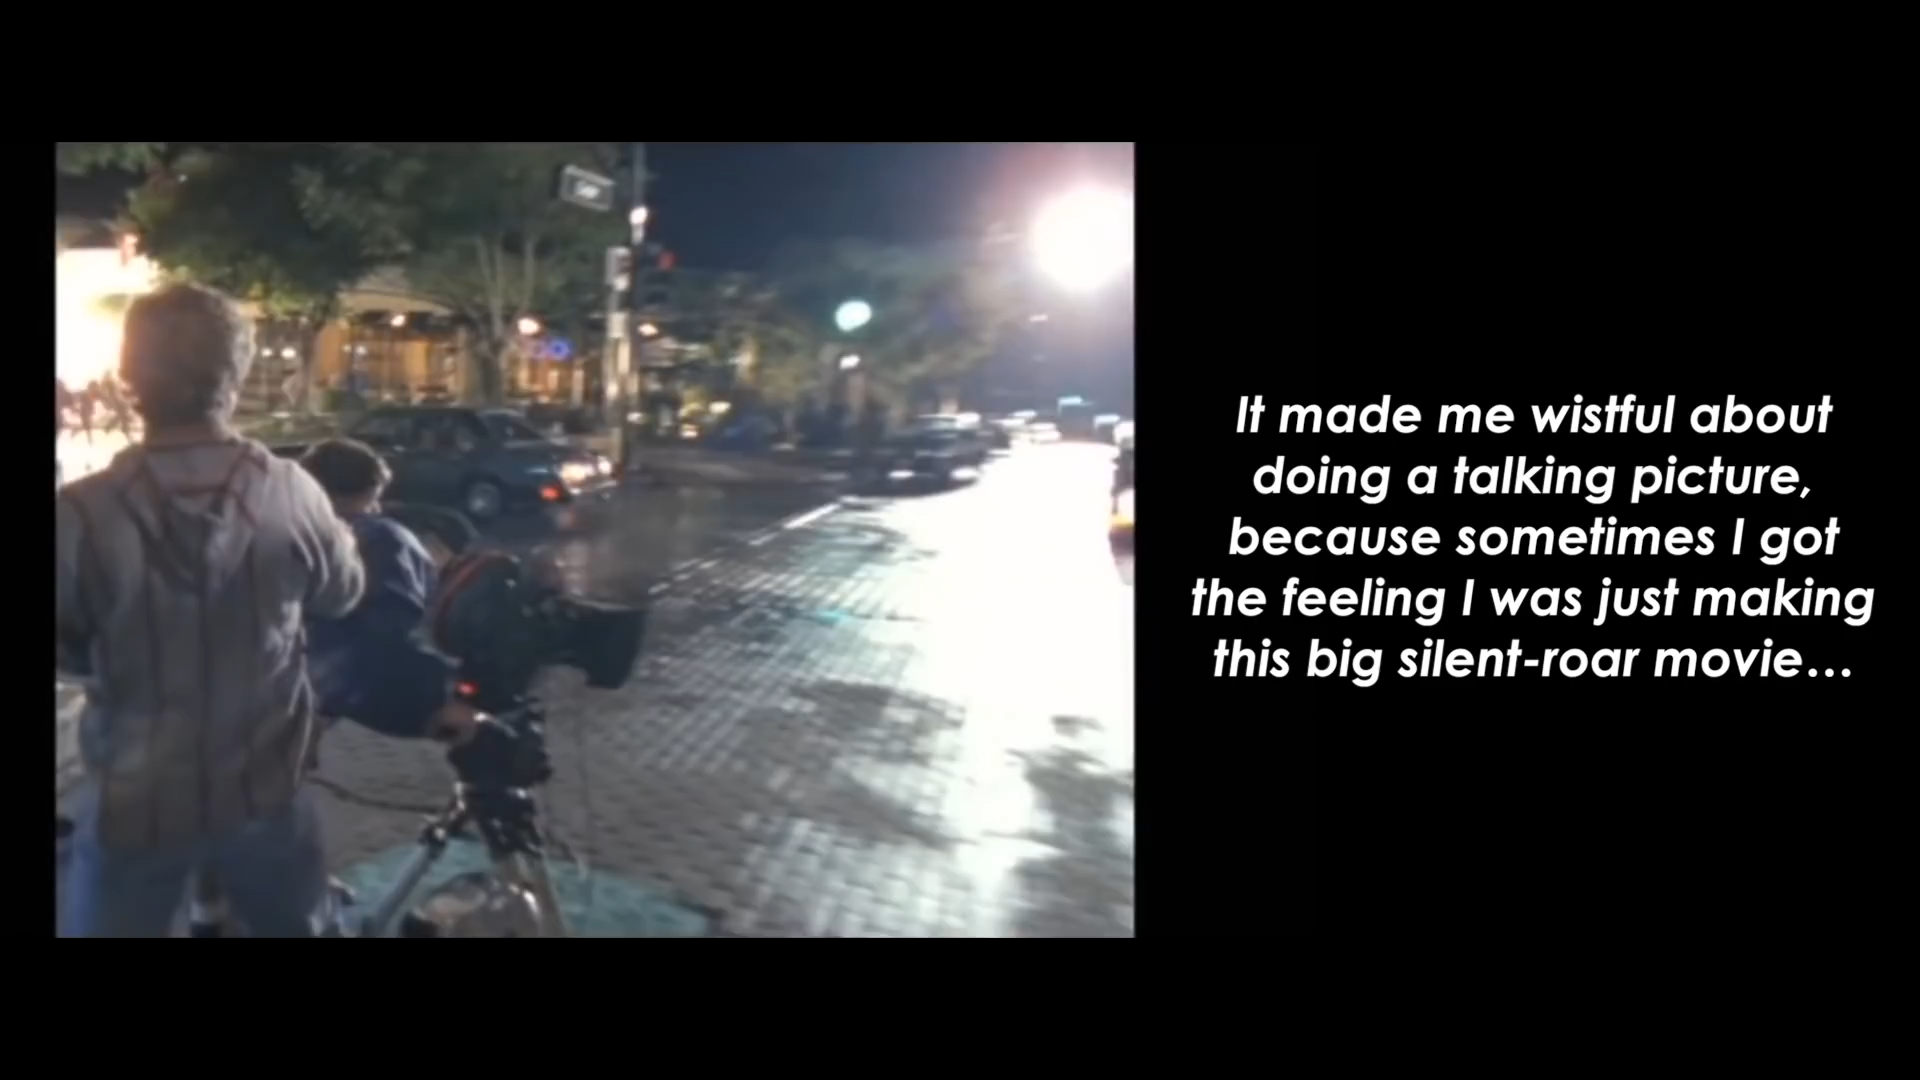 It made me wistful about
doing a talking picture,
because sometimes I got
the feeling I was just making
this big silent-roar movie…